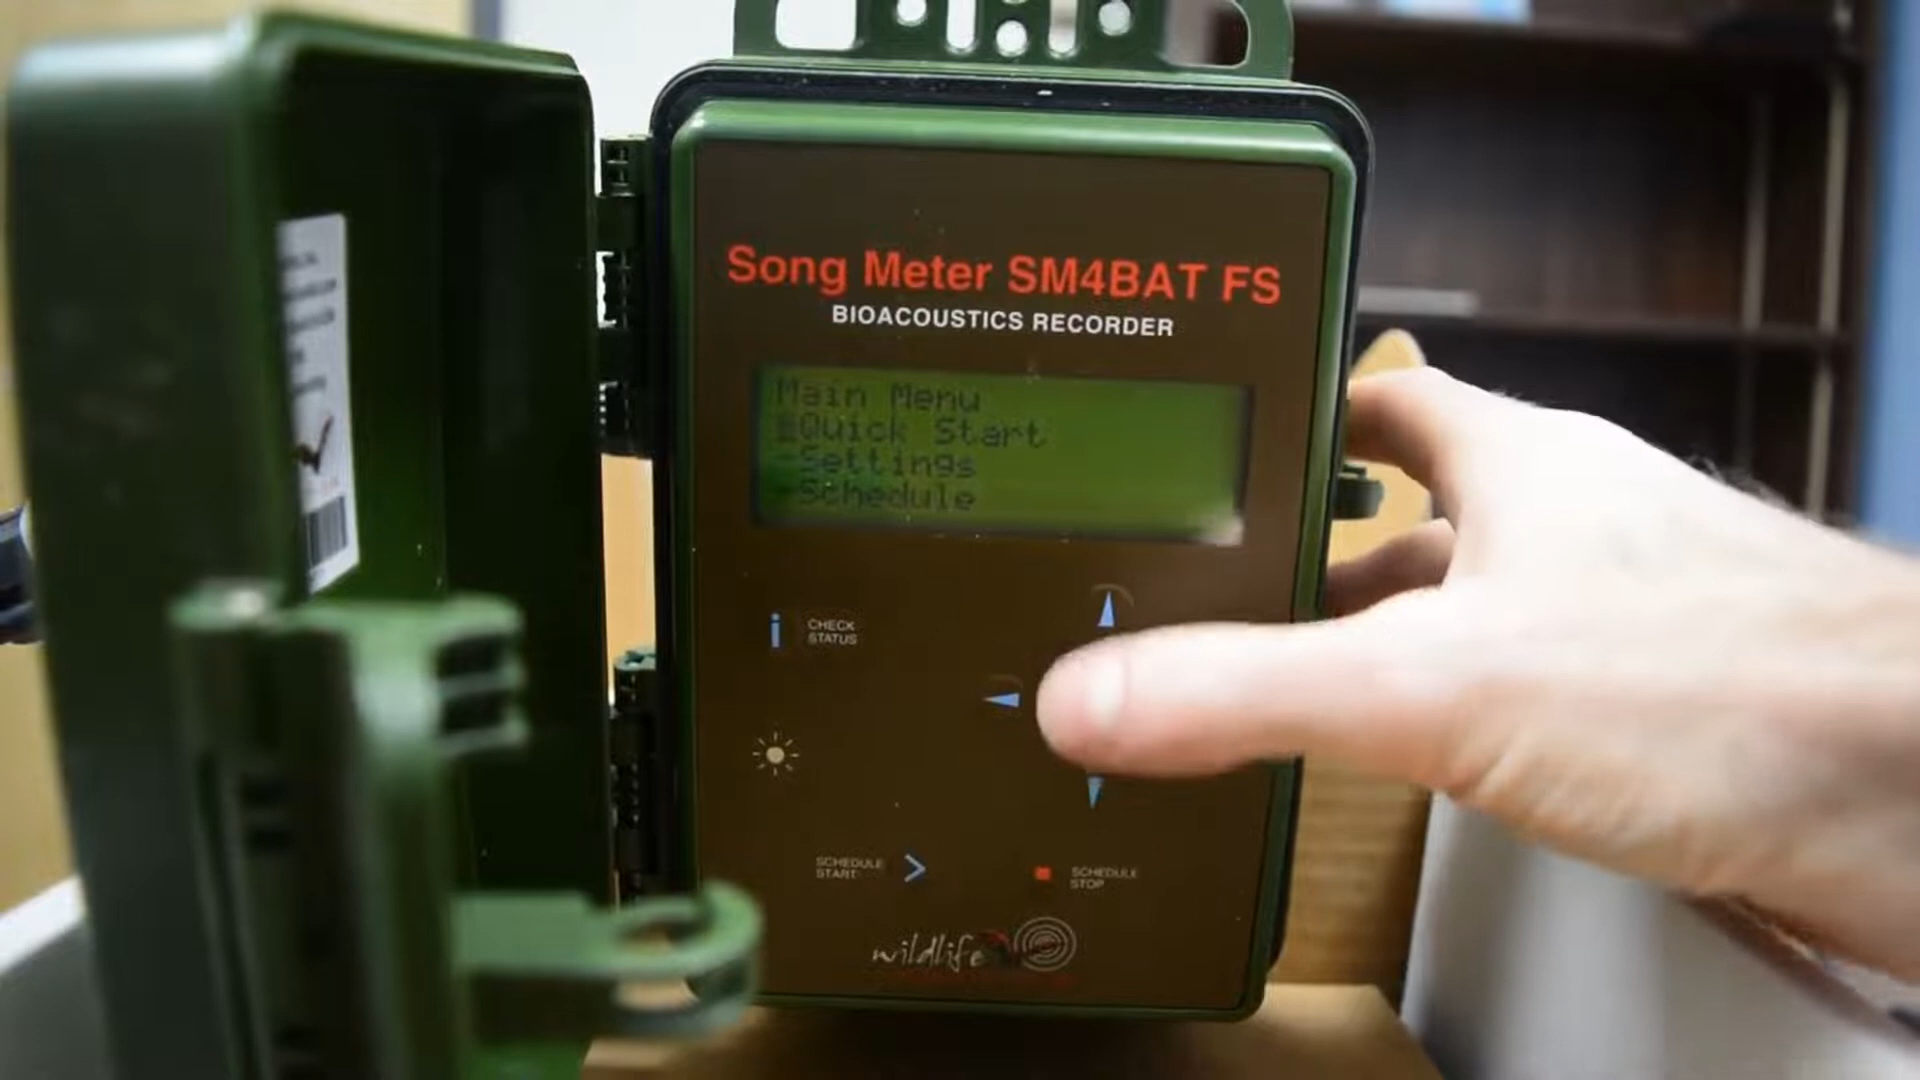 Song Meter SM4BAT FS
BIOACOUSTICS RECORDER
Main Menu
Quick Start
Settings
Schedule
i CHECK
STATUS
SCHEDULE
START
SCHEDULE
STOP
wildlife